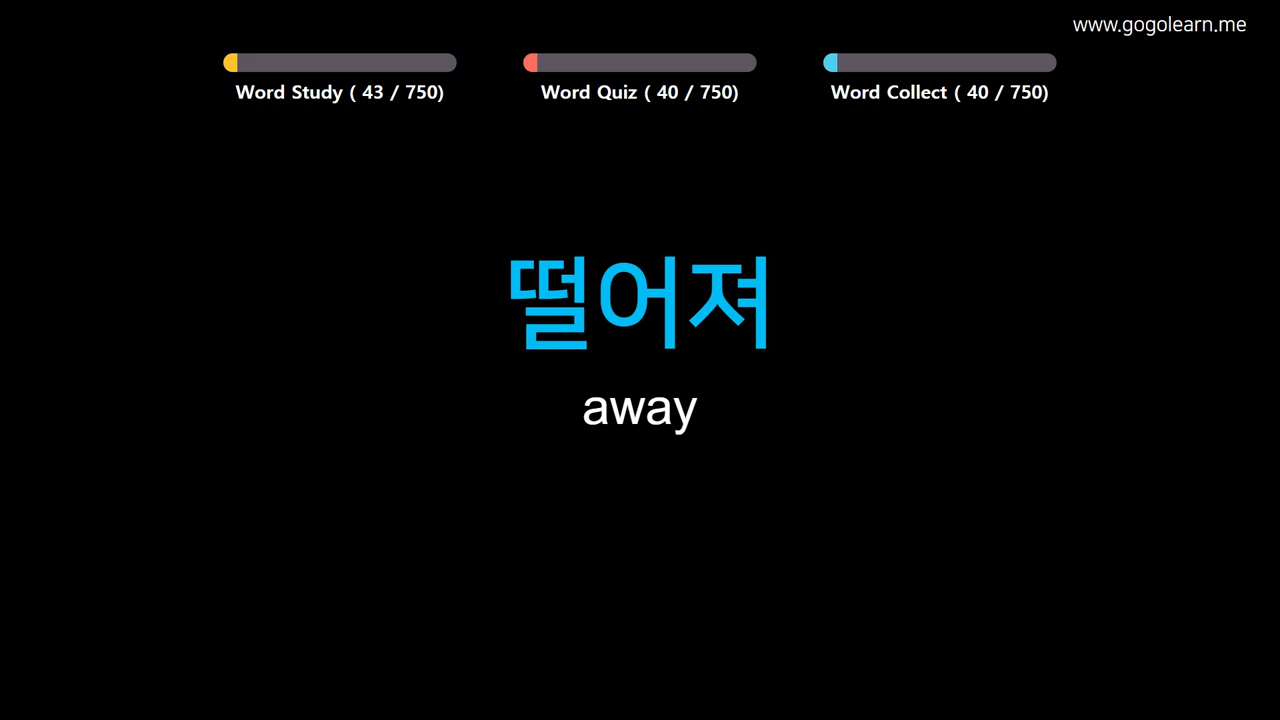 www.gogolearn.me
Word Study ( 43 / 750)
Word Quiz ( 40 / 750)
Word Collect ( 40 / 750)
떨어져
away